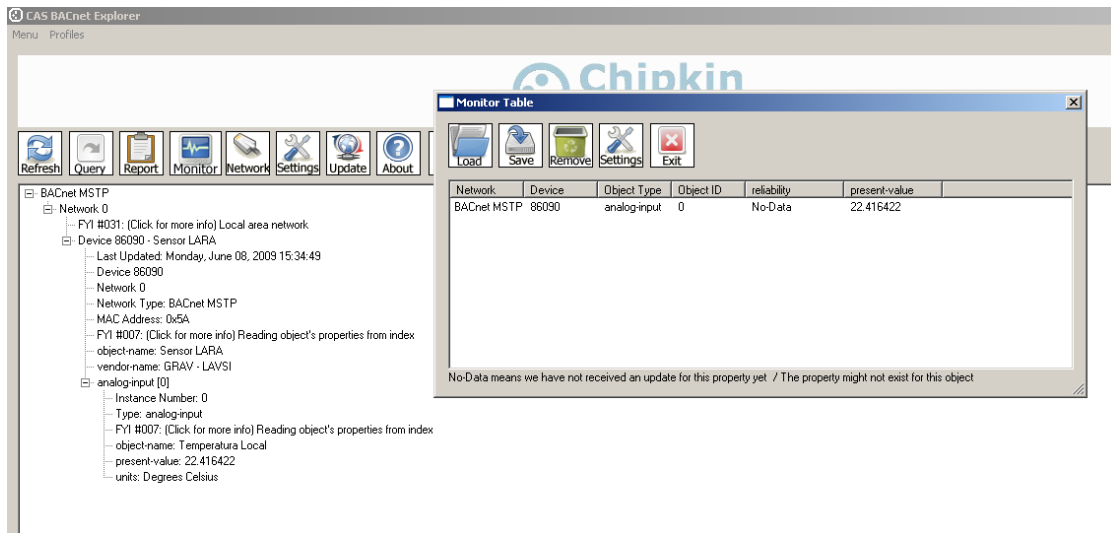 CAS BACnet Explorer
Menu Profiles
Chipkin
Refresh Query Report Monitor Network Settings Update About
BACnet MSTP
Network 0
FYI #031: (Click for more info) Local area network
Device 86090 - Sensor LARA
Last Updated: Monday, June 08, 2009 15:34:49
Device 86090
Network 0
Network Type: BACnet MSTP
MAC Address: 0x5A
FYI #007: (Click for more info) Reading object's properties from index
object-name: Sensor LARA
vendor-name: GRAV - LAVSI
analog-input [0]
Instance Number: 0
Type: analog-input
FYI #007: (Click for more info) Reading object's properties from index
object-name: Temperatura Local
present-value: 22.416422
units: Degrees Celsius
Monitor Table
Load Save Remove Settings Exit
Network Device Object Type Object ID reliability present-value
BACnet MSTP 86090 analog-input 0 No-Data 22.416422
No-Data means we have not received an update for this property yet / The property might not exist for this object